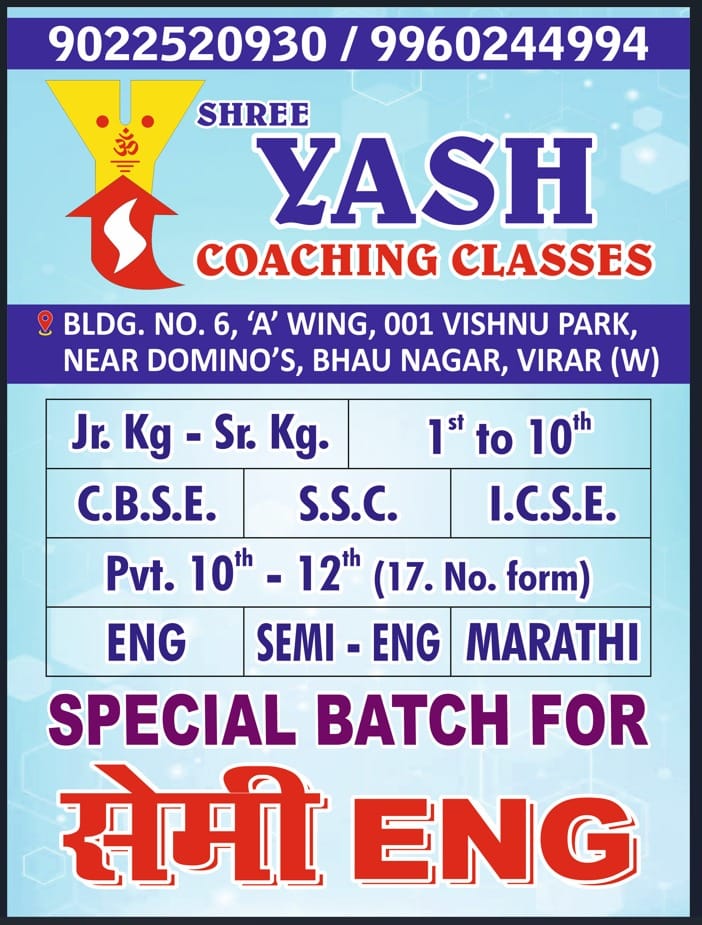 9022520930 / 9960244994
ॐ
SHREE
YASH
COACHING CLASSES
BLDG. NO. 6, ‘A’ WING, 001 VISHNU PARK,
NEAR DOMINO’S, BHAU NAGAR, VIRAR (W)
Jr. Kg - Sr. Kg. 1st to 10th
C.B.S.E. S.S.C. I.C.S.E.
Pvt. 10th - 12th (17. No. form)
ENG SEMI - ENG MARATHI
SPECIAL BATCH FOR
सेमी ENG